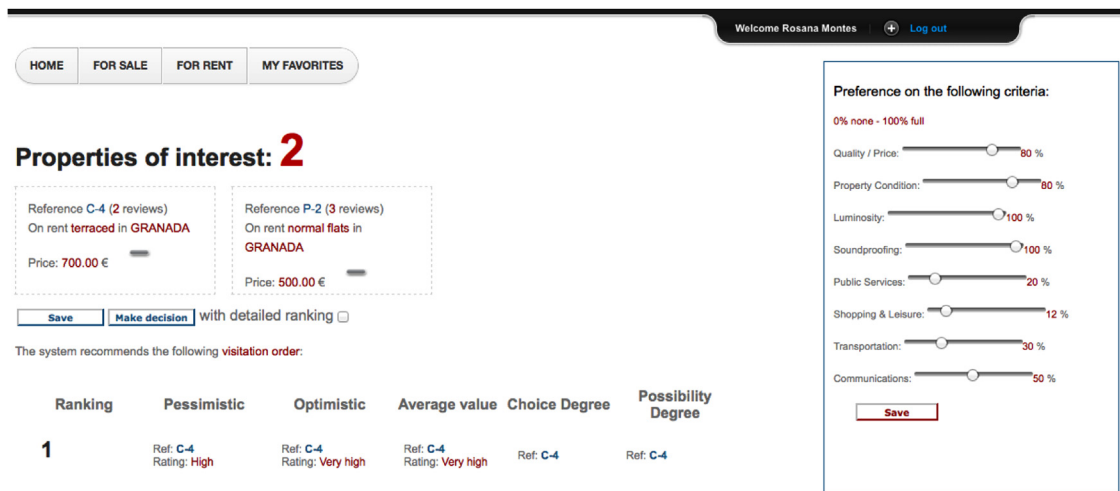 Welcome Rosana Montes Log out
HOME FOR SALE FOR RENT MY FAVORITES
Properties of interest: 2
Reference C-4 (2 reviews)
On rent terraced in GRANADA
Price: 700.00 €
Reference P-2 (3 reviews)
On rent normal flats in
GRANADA
Price: 500.00 €
Save Make decision with detailed ranking
The system recommends the following visitation order:
Ranking Pessimistic Optimistic Average value Choice Degree Possibility
Degree
1 Ref: C-4 Ref: C-4 Ref: C-4 Ref: C-4 Ref: C-4
Rating: High Rating: Very high Rating: Very high
Preference on the following criteria:
0% none - 100% full
Quality / Price: 80 %
Property Condition: 80 %
Luminosity: 100 %
Soundproofing: 100 %
Public Services: 20 %
Shopping & Leisure: 12 %
Transportation: 30 %
Communications: 50 %
Save